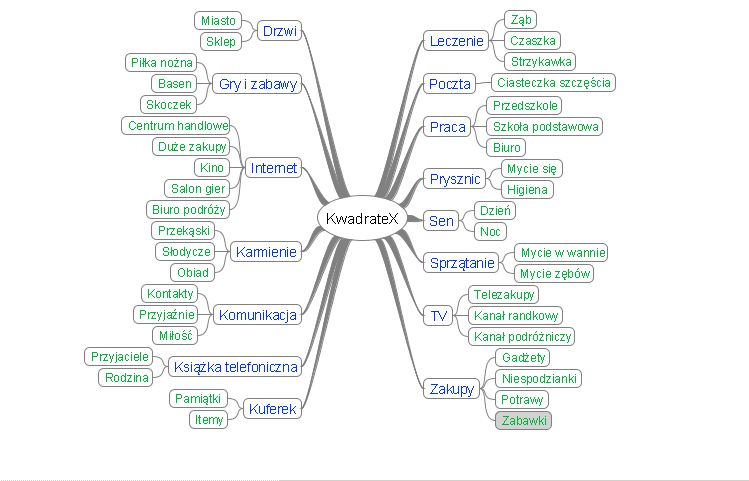 KwadrateX
Drzwi
Miasto
Sklep
Gry i zabawy
Piłka nożna
Basen
Skoczek
Internet
Centrum handlowe
Duże zakupy
Kino
Salon gier
Biuro podróży
Karmienie
Przekąski
Słodycze
Obiad
Komunikacja
Kontakty
Przyjaźnie
Miłość
Książka telefoniczna
Przyjaciele
Rodzina
Kuferek
Pamiątki
Itemy
Leczenie
Ząb
Czaszka
Strzykawka
Poczta
Ciasteczka szczęścia
Praca
Przedszkole
Szkoła podstawowa
Biuro
Prysznic
Mycie się
Higiena
Sen
Dzień
Noc
Sprzątanie
Mycie w wannie
Mycie zębów
TV
Telezakupy
Kanał randkowy
Kanał podróżniczy
Zakupy
Gadżety
Niespodzianki
Potrawy
Zabawki